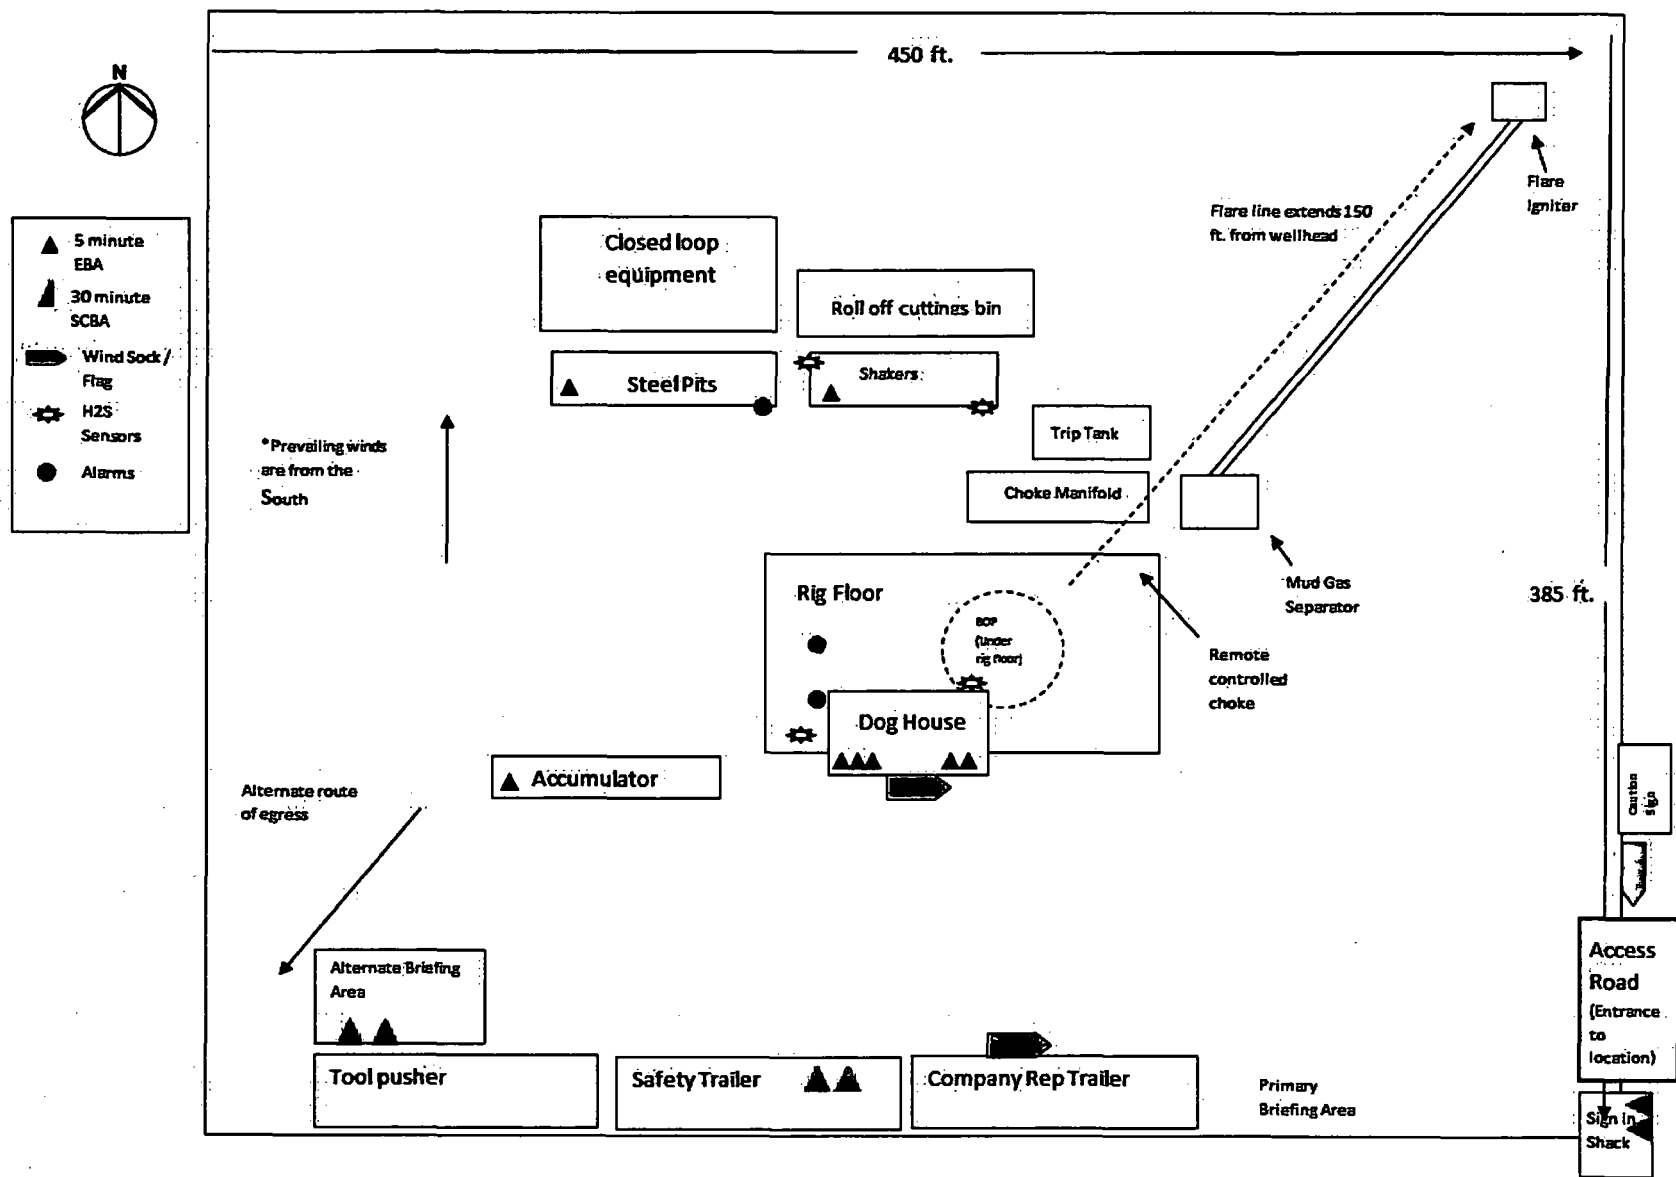 450 ft.
N
Flare
Igniter
Flare line extends 150
ft. from wellhead
5 minute
EBA
30 minute
SCBA
Wind Sock /
Flag
H2S
Sensors
Alarms
Closed loop
equipment
Roll off cuttings bin
Steel Pits
Shakers
Trip Tank
Choke Manifold
*Prevailing winds
are from the
South
Mud Gas
Separator
385 ft.
Rig Floor
BOP
(Under
rig floor)
Remote
controlled
choke
Dog House
Accumulator
Alternate route
of egress
Caution
sign
Access
Road
(Entrance
to
location)
Alternate Briefing
Area
Tool pusher
Safety Trailer
Company Rep Trailer
Primary
Briefing Area
Sign in
Shack